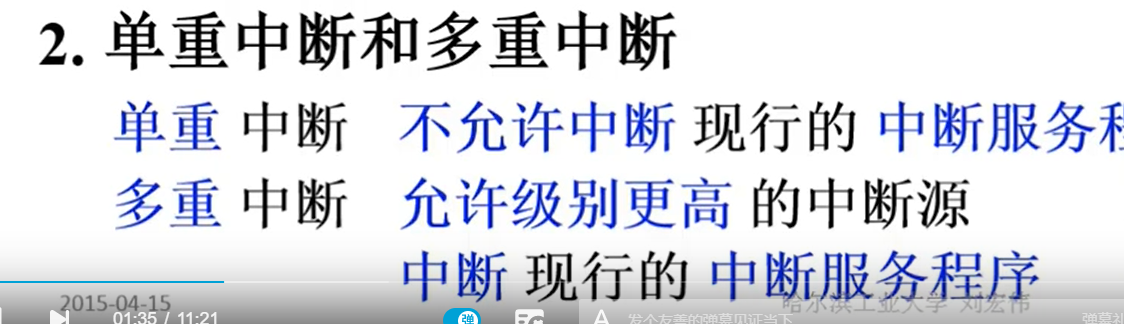 2. 单重中断和多重中断
单重 中断 不允许中断 现行的 中断服务程
多重 中断 允许级别更高 的中断源
中断 现行的 中断服务程序
2015-04-15
哈尔滨工业大学 刘宏伟
01:35 / 11:21
弹
发个友善的弹幕见证当下
弹幕礼